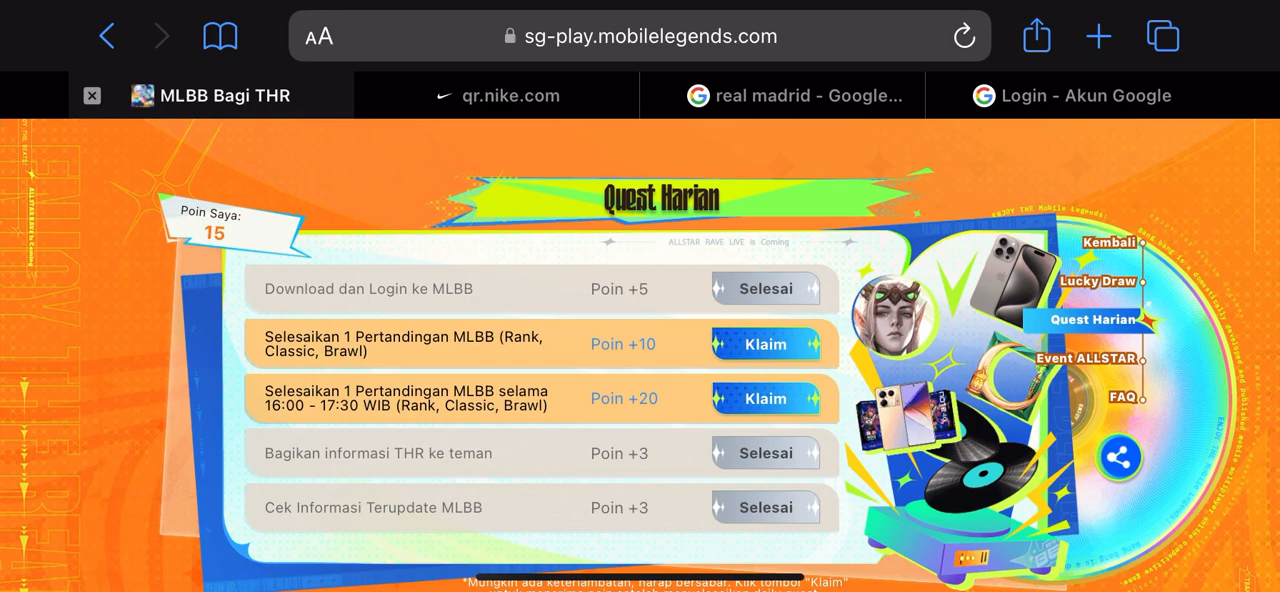 AA
sg-play.mobilelegends.com
MLBB Bagi THR
qr.nike.com
real madrid - Google...
Login - Akun Google
Quest Harian
Poin Saya:
15
ALLSTAR RAVE LIVE is Coming
ENJOY THE Mobile Legends:
Download dan Login ke MLBB
Poin +5
Selesai
Selesaikan 1 Pertandingan MLBB (Rank,
Classic, Brawl)
Poin +10
Klaim
Selesaikan 1 Pertandingan MLBB selama
16:00 - 17:30 WIB (Rank, Classic, Brawl)
Poin +20
Klaim
Bagikan informasi THR ke teman
Poin +3
Selesai
Cek Informasi Terupdate MLBB
Poin +3
Selesai
Kembali
Lucky Draw
Quest Harian
Event ALLSTAR
FAQ
*Mungkin ada keterlambatan, harap bersabar. Klik tombol "Klaim"